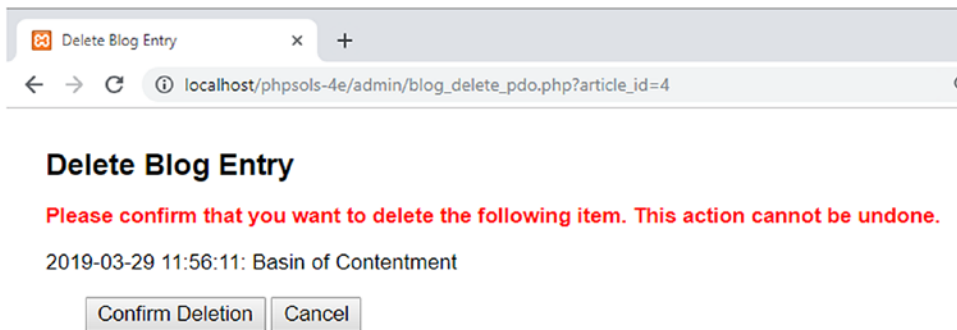 Delete Blog Entry
localhost/phpsols-4e/admin/blog_delete_pdo.php?article_id=4
Delete Blog Entry
Please confirm that you want to delete the following item. This action cannot be undone.
2019-03-29 11:56:11: Basin of Contentment
Confirm Deletion Cancel